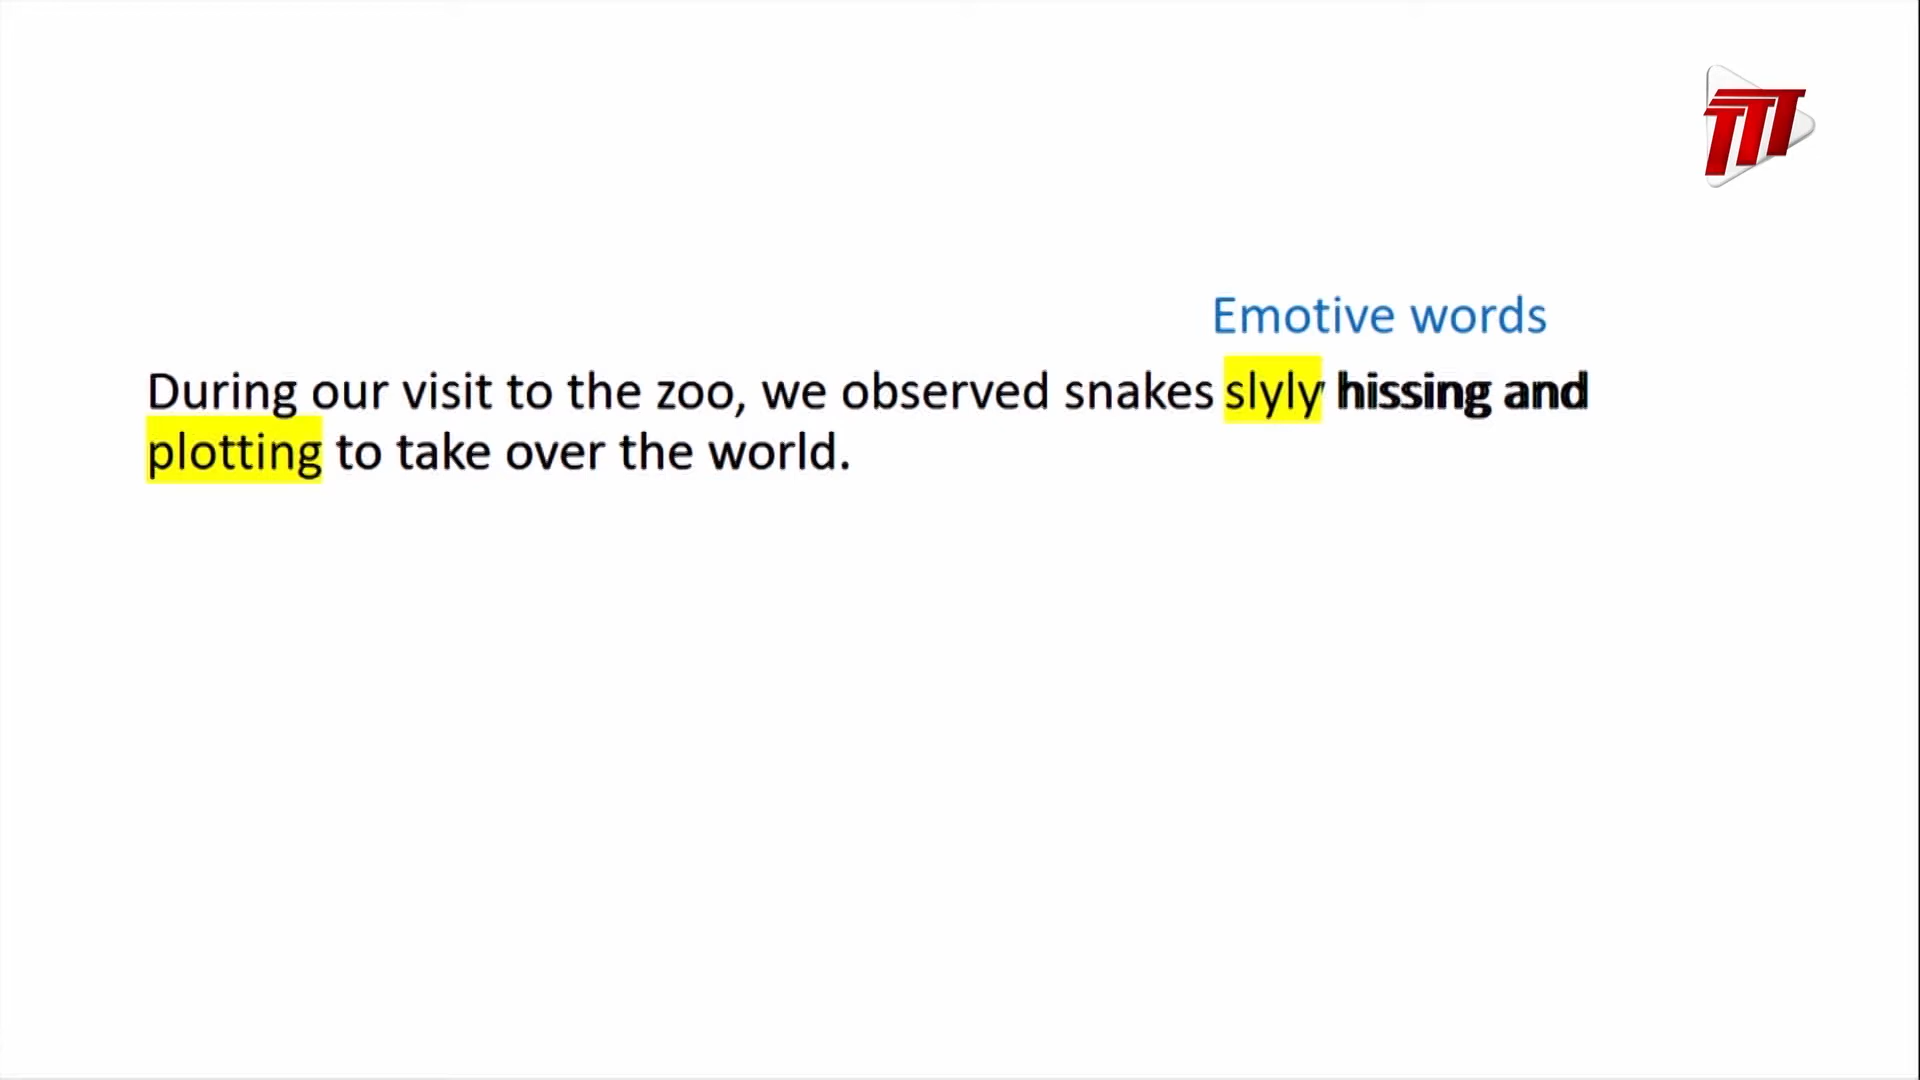 TTT
Emotive words
During our visit to the zoo, we observed snakes slyly hissing and
plotting to take over the world.